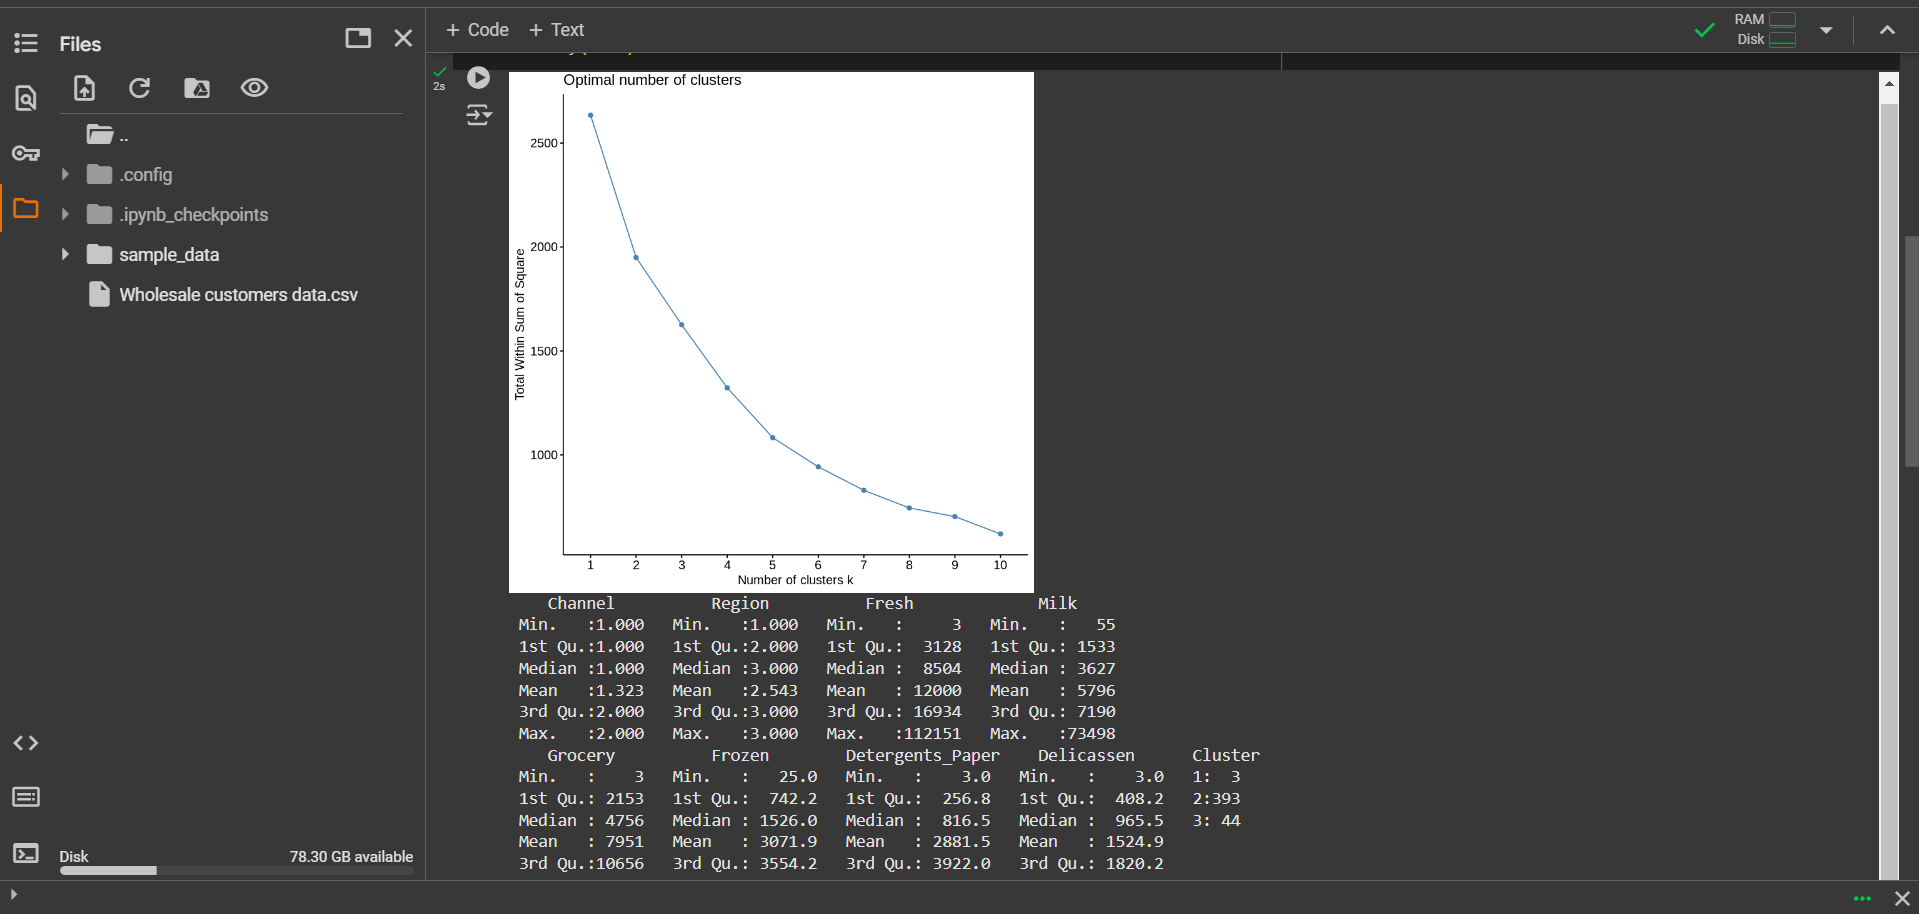 Files
+ Code + Text
RAM
Disk
2s
..
.config
.ipynb_checkpoints
sample_data
Wholesale customers data.csv
Disk 78.30 GB available
Optimal number of clusters
Total Within Sum of Square
2500
2000
1500
1000
1 2 3 4 5 6 7 8 9 10
Number of clusters k
Channel Region Fresh Milk
Min. :1.000 Min. :1.000 Min. : 3 Min. : 55
1st Qu.:1.000 1st Qu.:2.000 1st Qu.: 3128 1st Qu.: 1533
Median :1.000 Median :3.000 Median : 8504 Median : 3627
Mean :1.323 Mean :2.543 Mean : 12000 Mean : 5796
3rd Qu.:2.000 3rd Qu.:3.000 3rd Qu.: 16934 3rd Qu.: 7190
Max. :2.000 Max. :3.000 Max. :112151 Max. :73498
Grocery Frozen Detergents_Paper Delicassen Cluster
Min. : 3 Min. : 25.0 Min. : 3.0 Min. : 3.0 1: 3
1st Qu.: 2153 1st Qu.: 742.2 1st Qu.: 256.8 1st Qu.: 408.2 2:393
Median : 4756 Median : 1526.0 Median : 816.5 Median : 965.5 3: 44
Mean : 7951 Mean : 3071.9 Mean : 2881.5 Mean : 1524.9
3rd Qu.:10656 3rd Qu.: 3554.2 3rd Qu.: 3922.0 3rd Qu.: 1820.2